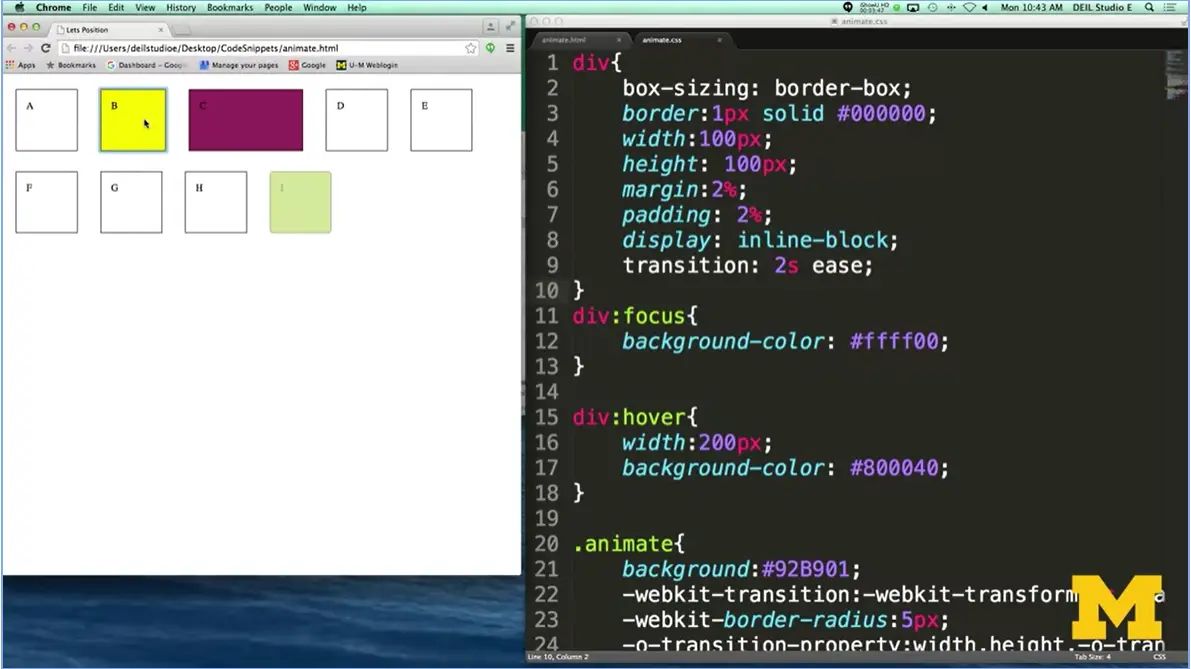 Chrome File Edit View History Bookmarks People Window Help
Mon 10:43 AM DEIL Studio E
Lets Position
file:///Users/deilstudioe/Desktop/CodeSnippets/animate.html
Apps Bookmarks Dashboard – Goog Manage your pages Google U-M Weblogin
A B C D E
F G H I
animate.css
animate.html animate.css
1 div{
2 box-sizing: border-box;
3 border:1px solid #000000;
4 width:100px;
5 height: 100px;
6 margin:2%;
7 padding: 2%;
8 display: inline-block;
9 transition: 2s ease;
10 }
11 div:focus{
12 background-color: #ffff00;
13 }
14
15 div:hover{
16 width:200px;
17 background-color: #800040;
18 }
19
20 .animate{
21 background:#92B901;
22 -webkit-transition:-webkit-transform
23 -webkit-border-radius:5px;
24 -o-transition-property:width,height,-o-tran
Line 10, Column 2 Tab Size: 4 CSS
M